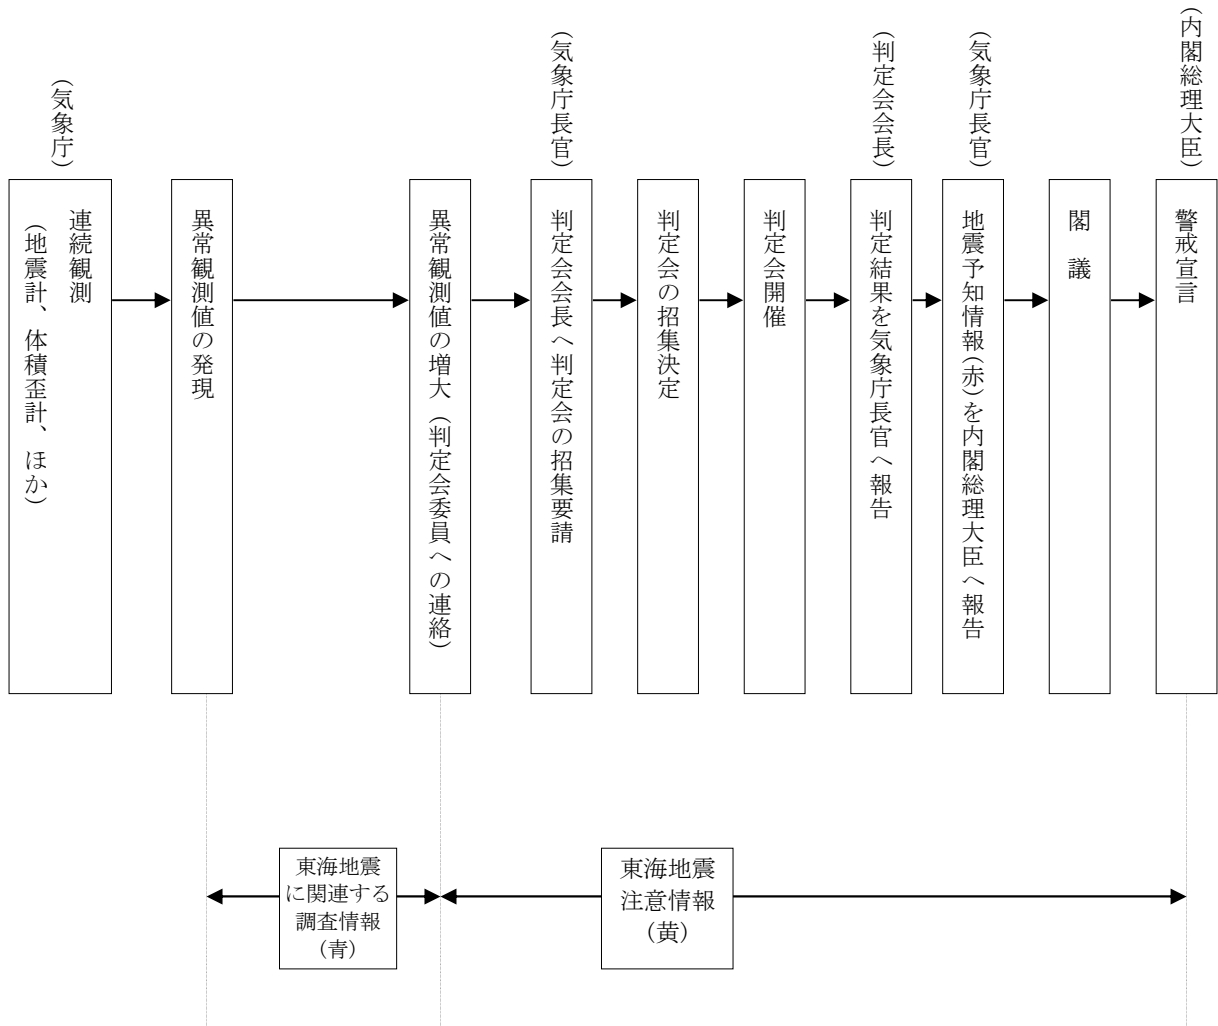 (気象庁)
連続観測
(地震計、体積歪計、ほか)
異常観測値の発現
異常観測値の増大(判定会委員への連絡)
(気象庁長官)
判定会会長へ判定会の招集要請
判定会の招集決定
判定会開催
(判定会会長)
判定結果を気象庁長官へ報告
(気象庁長官)
地震予知情報(赤)を内閣総理大臣へ報告
閣 議
(内閣総理大臣)
警戒宣言
東海地震
に関連する
調査情報
(青)
東海地震
注意情報
(黄)